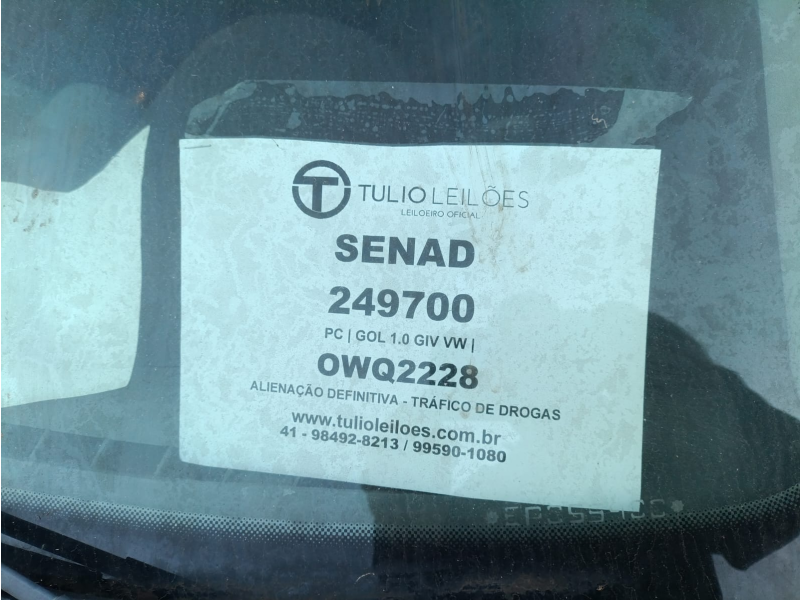 TULIO LEILÕES
LEILOEIRO OFICIAL
SENAD
249700
PC | GOL 1.0 GIV VW |
OWQ2228
ALIENAÇÃO DEFINITIVA - TRÁFICO DE DROGAS
www.tulioleiloes.com.br
41 - 98492-8213 / 99590-1080